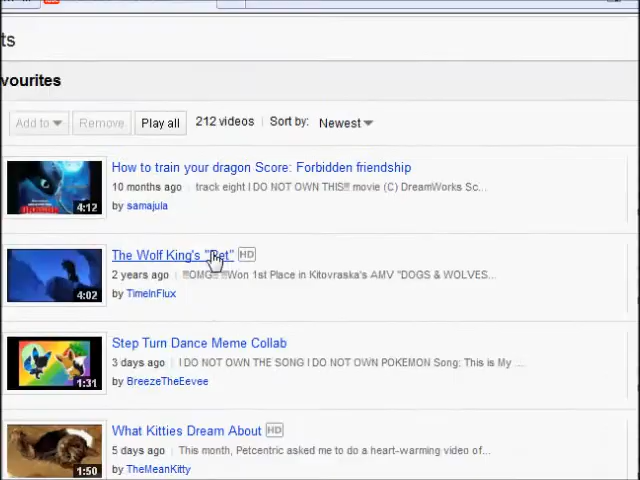 ts
vourites
Add to Remove Play all 212 videos Sort by: Newest
How to train your dragon Score: Forbidden friendship
10 months ago track eight I DO NOT OWN THIS!!! movie (C) DreamWorks Sc...
by samajula
4:12
The Wolf King's "Pet" HD
2 years ago !!!OMG!!! !!!Won 1st Place in Kitovraska's AMV "DOGS & WOLVES...
by TimeInFlux
4:02
Step Turn Dance Meme Collab
3 days ago I DO NOT OWN THE SONG I DO NOT OWN POKEMON Song: This is My ...
by BreezeTheEevee
1:31
What Kitties Dream About HD
5 days ago This month, Petcentric asked me to do a heart-warming video of...
by TheMeanKitty
1:50